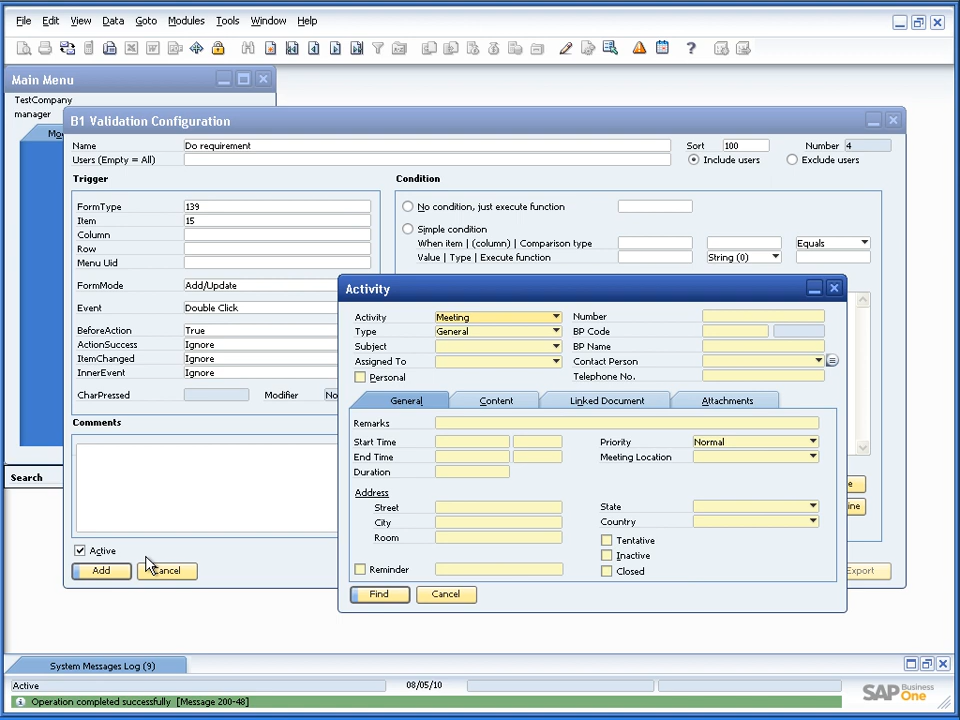 File Edit View Data Goto Modules Tools Window Help
Main Menu
TestCompany
manager
B1 Validation Configuration
Name Do requirement Sort 100 Number 4
Users (Empty = All) Include users Exclude users
Trigger Condition
FormType 139 No condition, just execute function
Item 15
Column Simple condition
Row When item | (column) | Comparison type Equals
Menu Uid Value | Type | Execute function String (0)
FormMode Add/Update
Event Double Click
BeforeAction True
ActionSuccess Ignore
ItemChanged Ignore
InnerEvent Ignore
CharPressed Modifier No
Comments
Search
Active
Add Cancel Export
Activity
Activity Meeting Number
Type General BP Code
Subject BP Name
Assigned To Contact Person
Personal Telephone No.
General Content Linked Document Attachments
Remarks
Start Time Priority Normal
End Time Meeting Location
Duration
Address
Street State
City Country
Room Tentative
Inactive
Reminder Closed
Find Cancel
System Messages Log (9)
Active 08/05/10
Operation completed successfully [Message 200-48]
SAP Business One